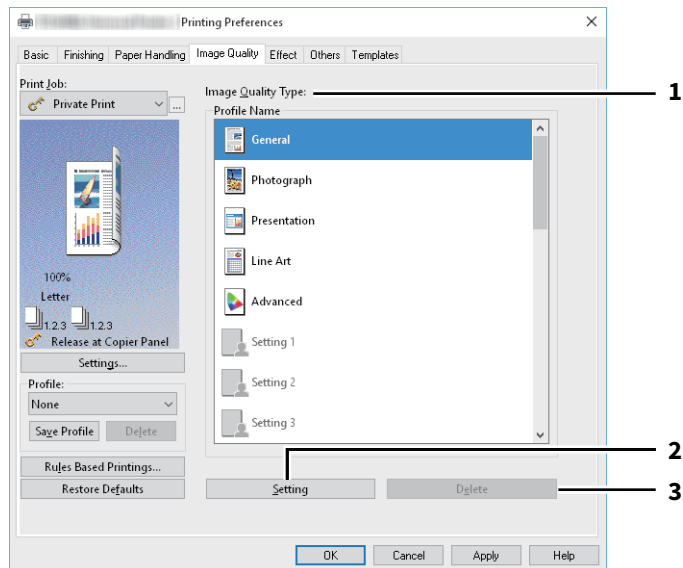 Printing Preferences
Basic Finishing Paper Handling Image Quality Effect Others Templates
Print Job:
Private Print
...
100%
Letter
1.2.3 1.2.3
Release at Copier Panel
Settings...
Profile:
None
Save Profile Delete
Rules Based Printings...
Restore Defaults
Image Quality Type:
Profile Name
General
Photograph
Presentation
Line Art
Advanced
Setting 1
Setting 2
Setting 3
Setting Delete
OK Cancel Apply Help
1
2
3